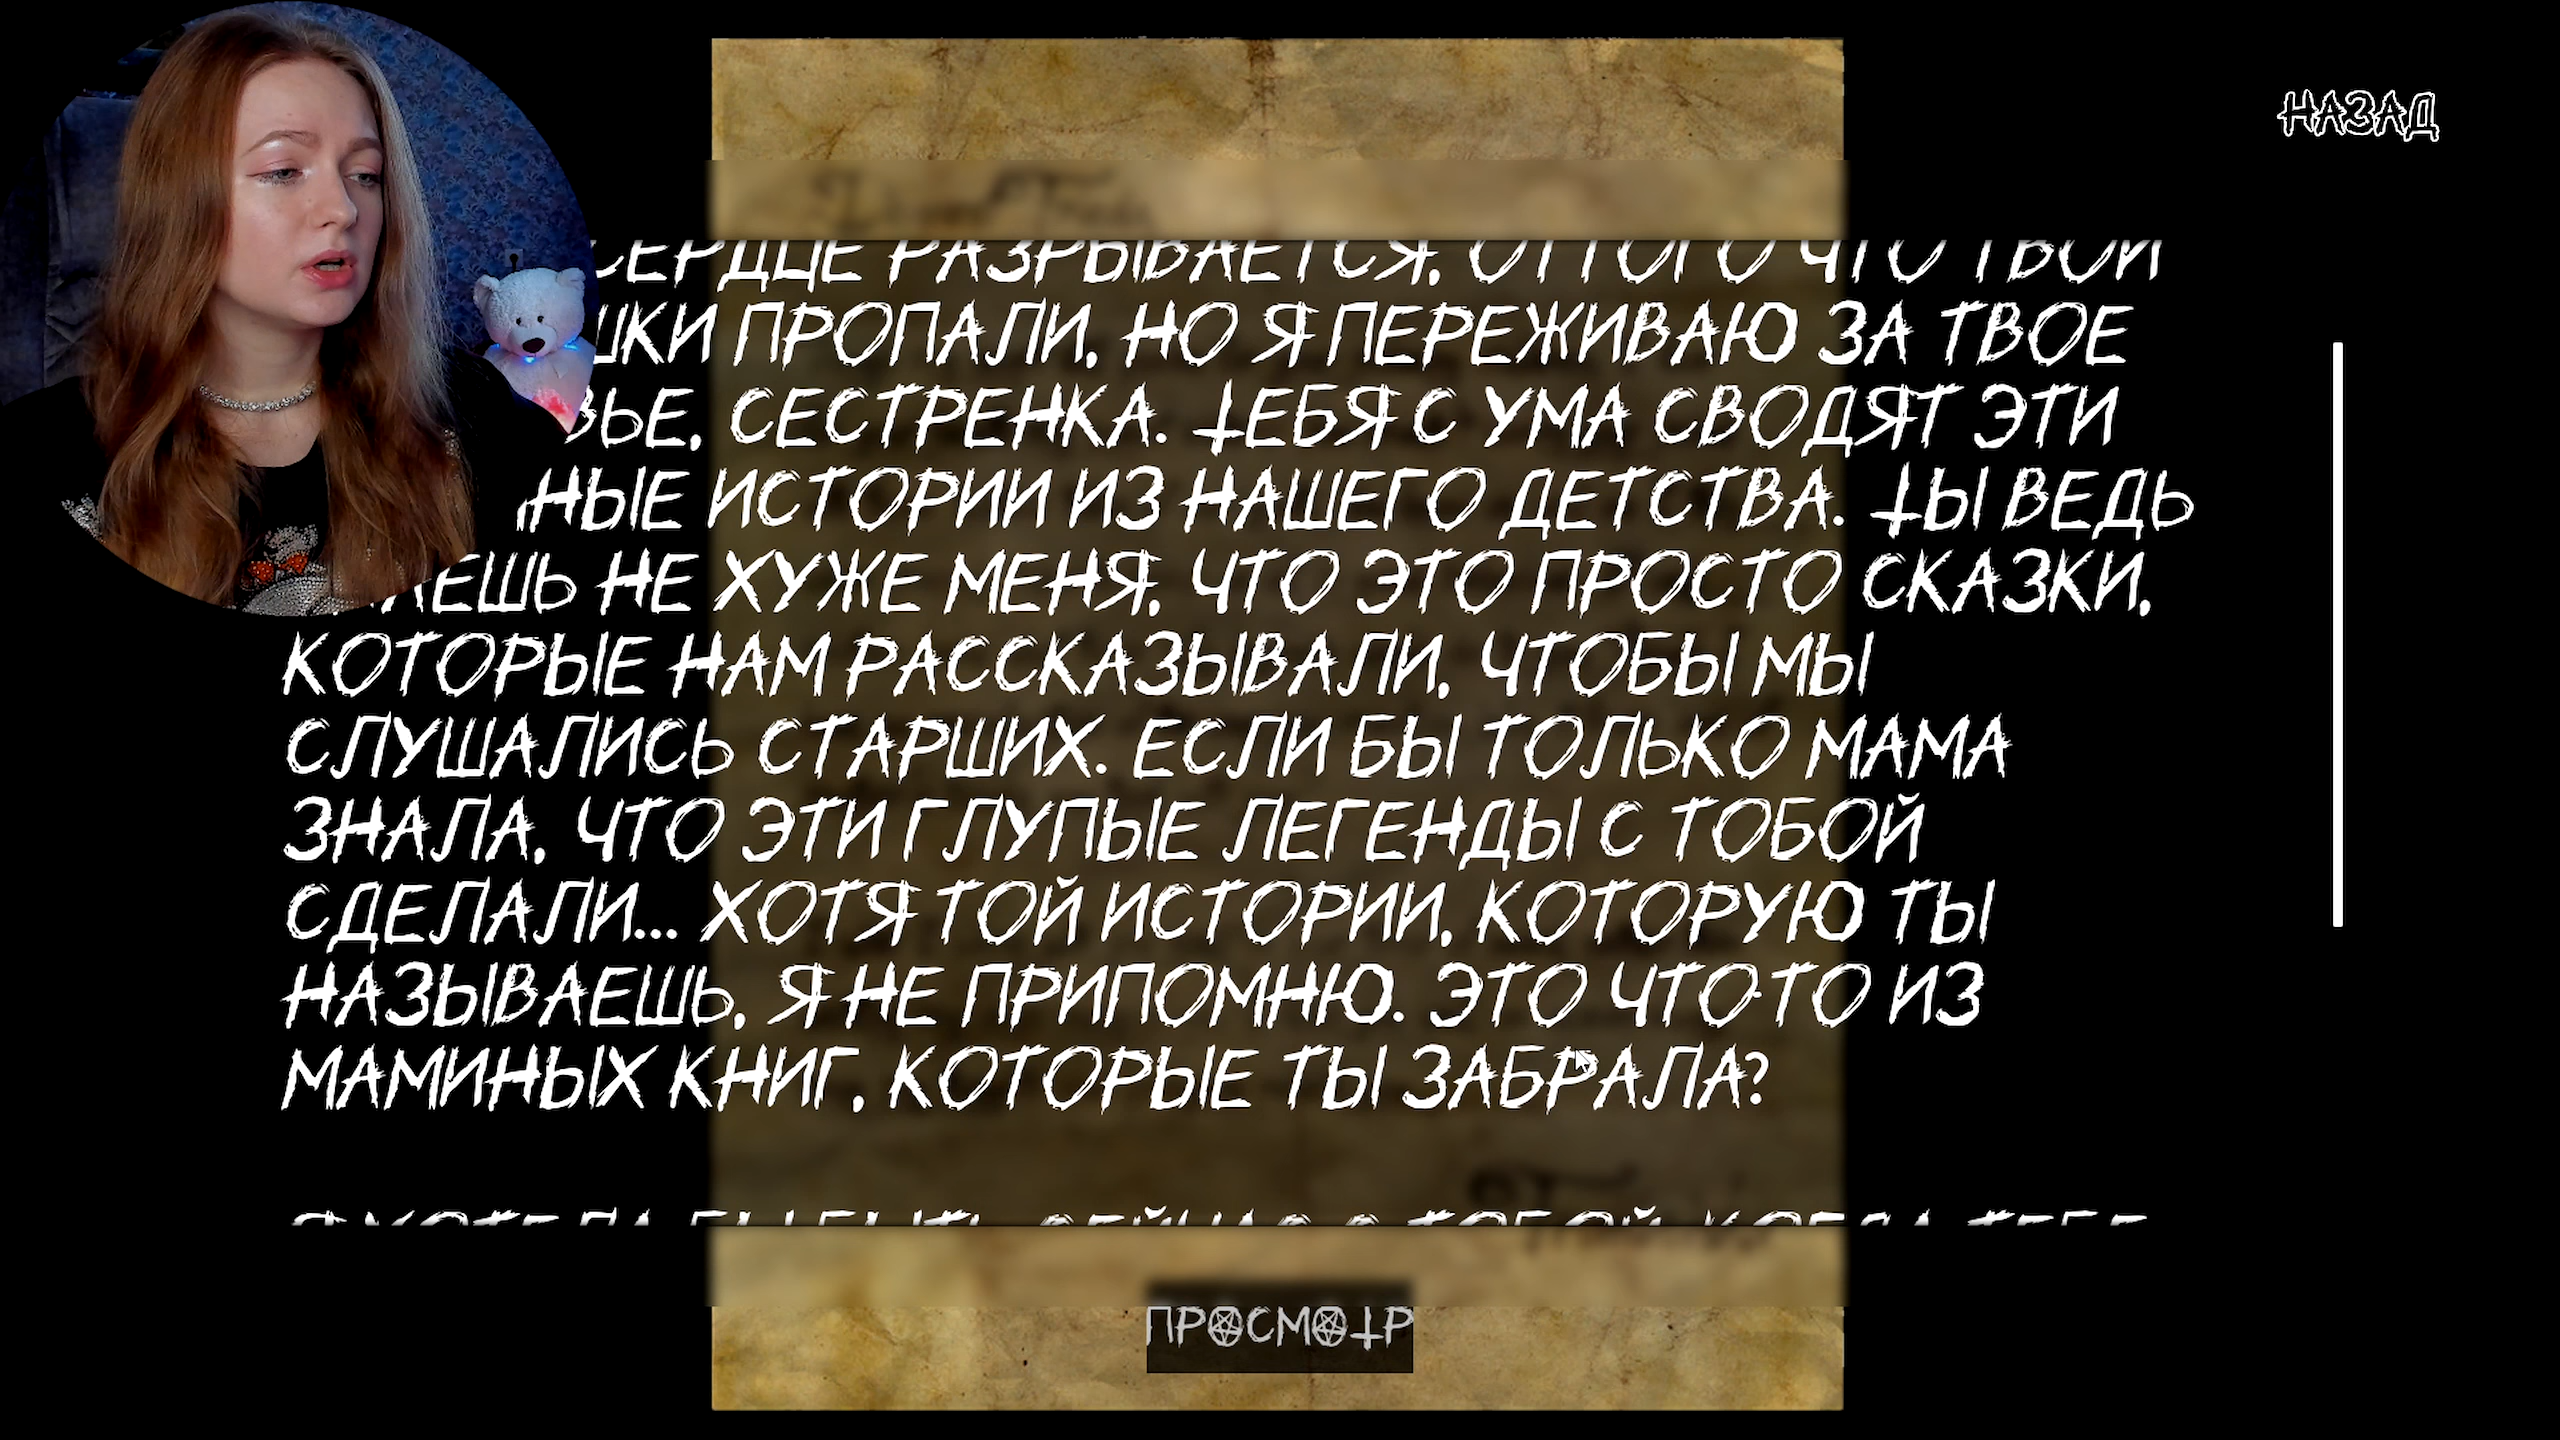 НАЗАД
СЕРДЦЕ РАЗРЫВАЕТСЯ, ОТТОГО ЧТО ТВОИ
ШКИ ПРОПАЛИ, НО Я ПЕРЕЖИВАЮ ЗА ТВОЕ
ВЬЕ, СЕСТРЕНКА. ТЕБЯ С УМА СВОДЯТ ЭТИ
НЫЕ ИСТОРИИ ИЗ НАШЕГО ДЕТСТВА. ТЫ ВЕДЬ
ЕШЬ НЕ ХУЖЕ МЕНЯ, ЧТО ЭТО ПРОСТО СКАЗКИ,
КОТОРЫЕ НАМ РАССКАЗЫВАЛИ, ЧТОБЫ МЫ
СЛУШАЛИСЬ СТАРШИХ. ЕСЛИ БЫ ТОЛЬКО МАМА
ЗНАЛА, ЧТО ЭТИ ГЛУПЫЕ ЛЕГЕНДЫ С ТОБОЙ
СДЕЛАЛИ... ХОТЯ ТОЙ ИСТОРИИ, КОТОРУЮ ТЫ
НАЗЫВАЕШЬ, Я НЕ ПРИПОМНЮ. ЭТО ЧТО-ТО ИЗ
МАМИНЫХ КНИГ, КОТОРЫЕ ТЫ ЗАБРАЛА?
ПРОСМОТР